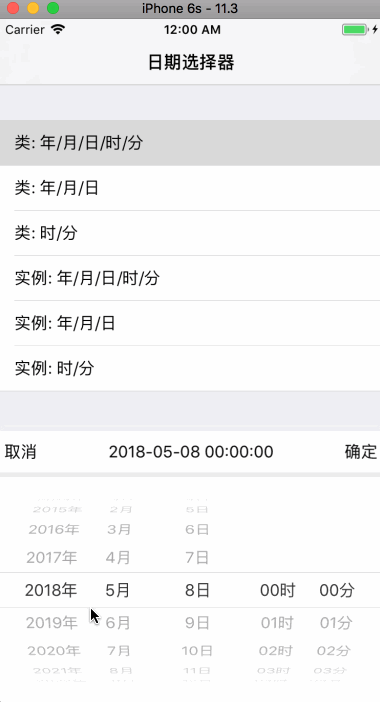 iPhone 6s - 11.3
Carrier 12:00 AM
日期选择器
类: 年/月/日/时/分
类: 年/月/日
类: 时/分
实例: 年/月/日/时/分
实例: 年/月/日
实例: 时/分
取消 2018-05-08 00:00:00 确定
2015年 2月 5日
2016年 3月 6日
2017年 4月 7日
2018年 5月 8日 00时 00分
2019年 6月 9日 01时 01分
2020年 7月 10日 02时 02分
2021年 8月 11日 03时 03分